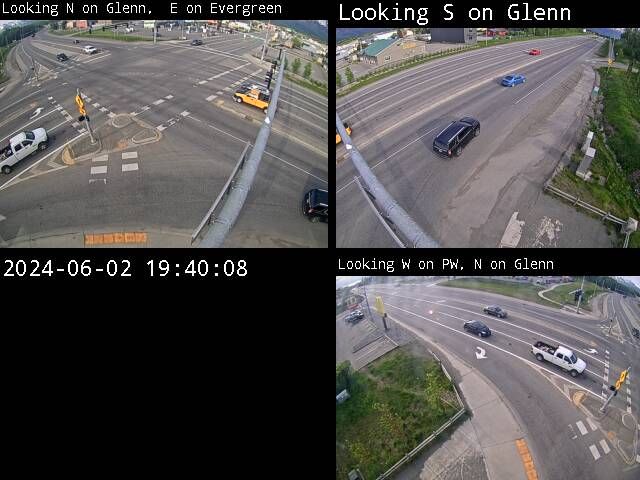 Looking N on Glenn, E on Evergreen
Looking S on Glenn
2024-06-02 19:40:08
Looking W on PW, N on Glenn